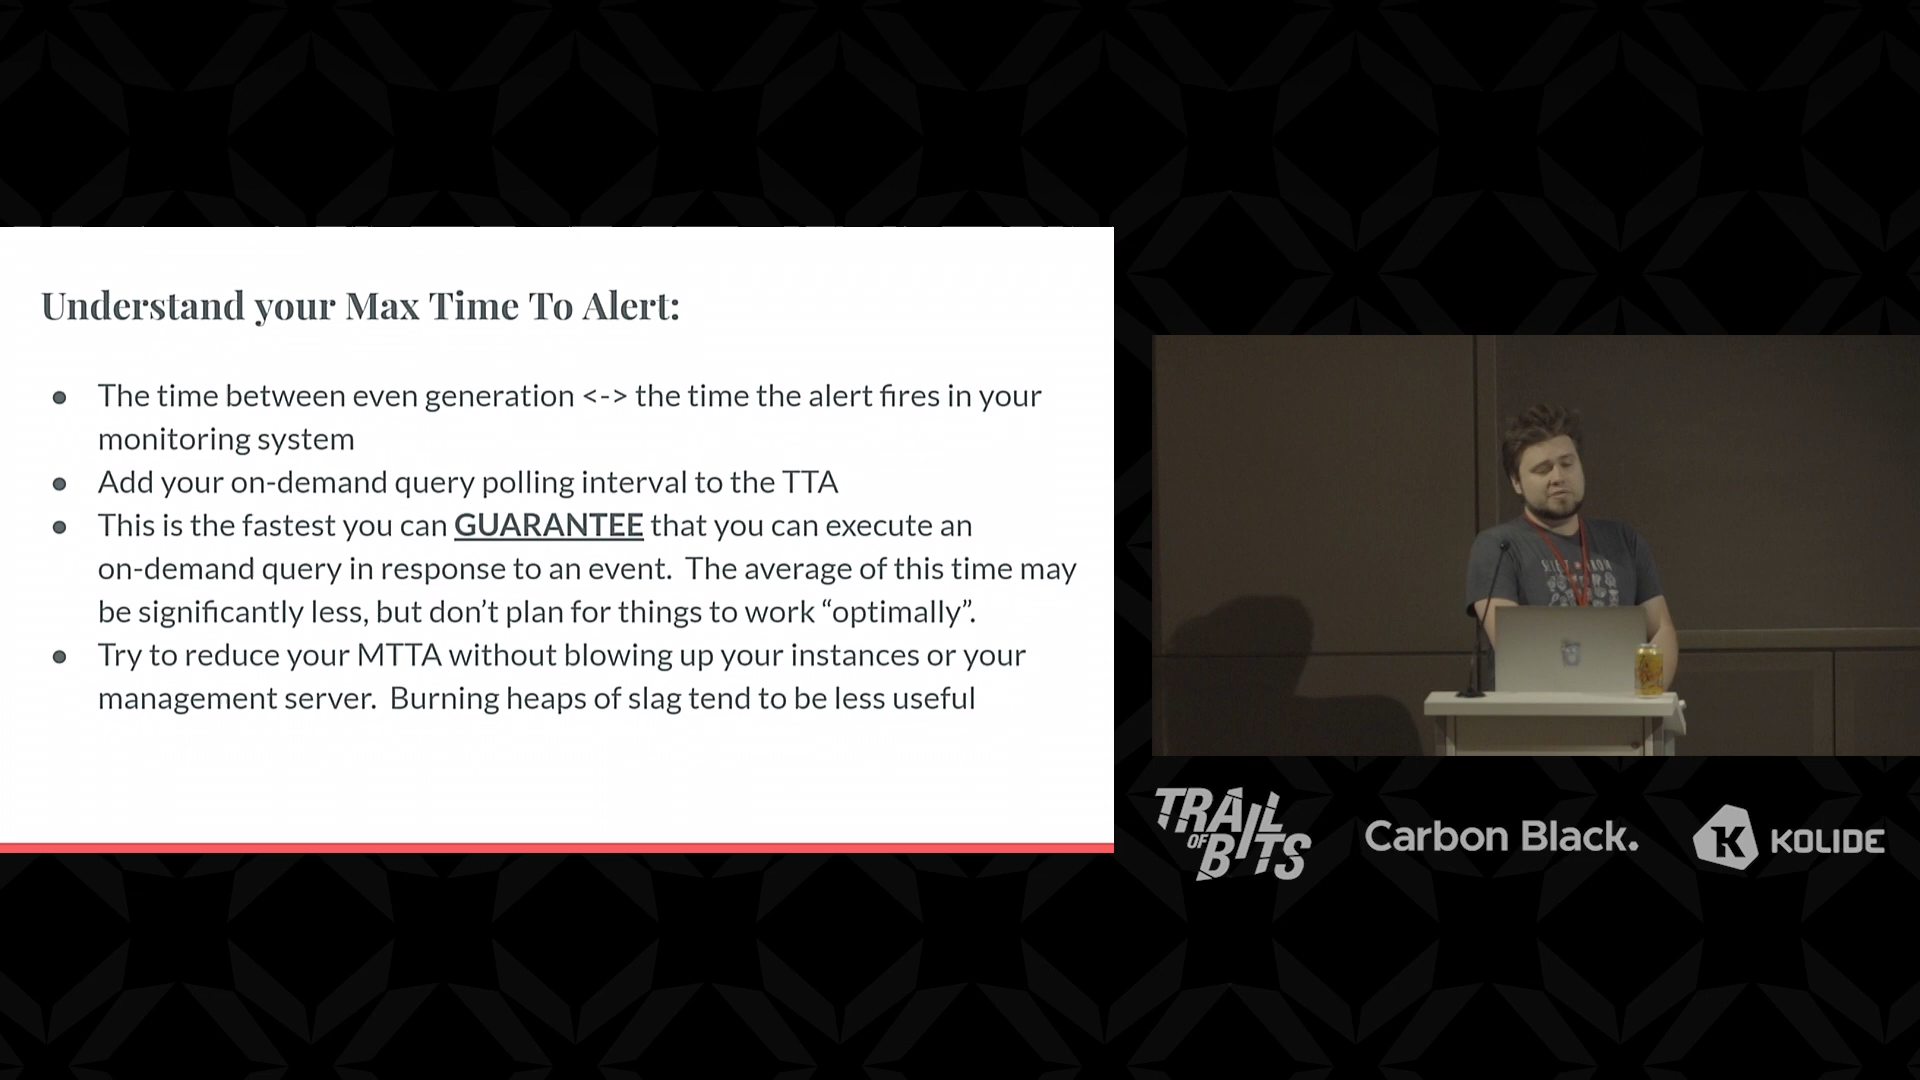 Understand your Max Time To Alert:
● The time between even generation <-> the time the alert fires in your
monitoring system
● Add your on-demand query polling interval to the TTA
● This is the fastest you can GUARANTEE that you can execute an
on-demand query in response to an event.  The average of this time may
be significantly less, but don’t plan for things to work “optimally”.
● Try to reduce your MTTA without blowing up your instances or your
management server.  Burning heaps of slag tend to be less useful
TRAIL
OF
BITS
Carbon Black.
K KOLIDE